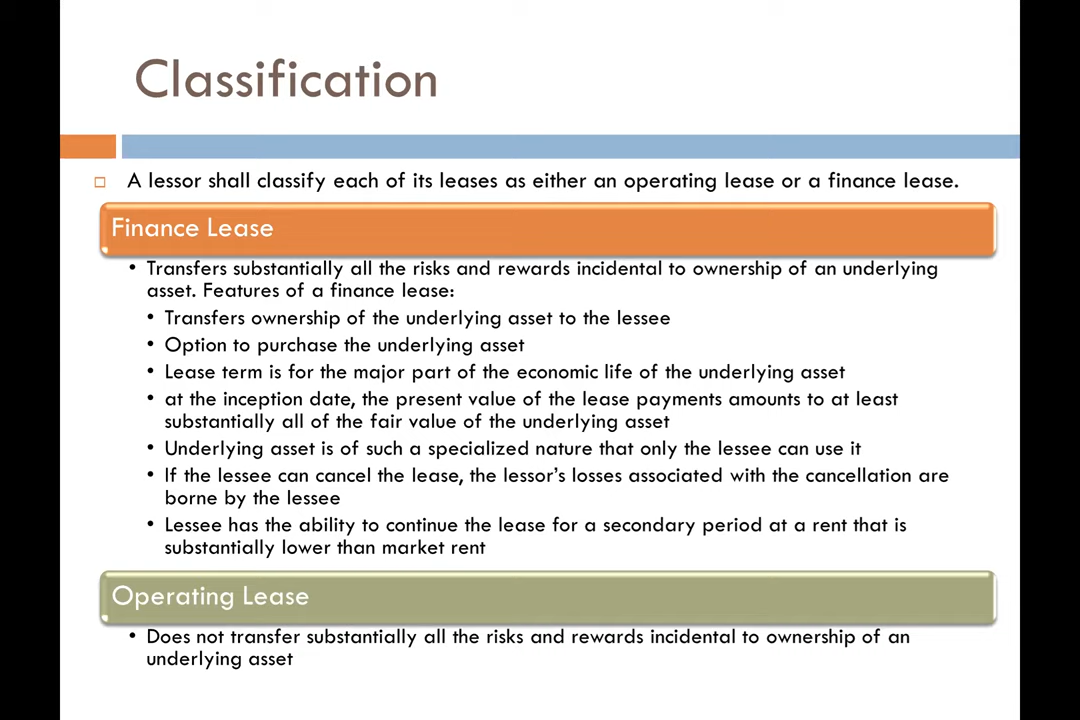 Classification
A lessor shall classify each of its leases as either an operating lease or a finance lease.
Finance Lease
• Transfers substantially all the risks and rewards incidental to ownership of an underlying
asset. Features of a finance lease:
• Transfers ownership of the underlying asset to the lessee
• Option to purchase the underlying asset
• Lease term is for the major part of the economic life of the underlying asset
• at the inception date, the present value of the lease payments amounts to at least
substantially all of the fair value of the underlying asset
• Underlying asset is of such a specialized nature that only the lessee can use it
• If the lessee can cancel the lease, the lessor’s losses associated with the cancellation are
borne by the lessee
• Lessee has the ability to continue the lease for a secondary period at a rent that is
substantially lower than market rent
Operating Lease
• Does not transfer substantially all the risks and rewards incidental to ownership of an
underlying asset